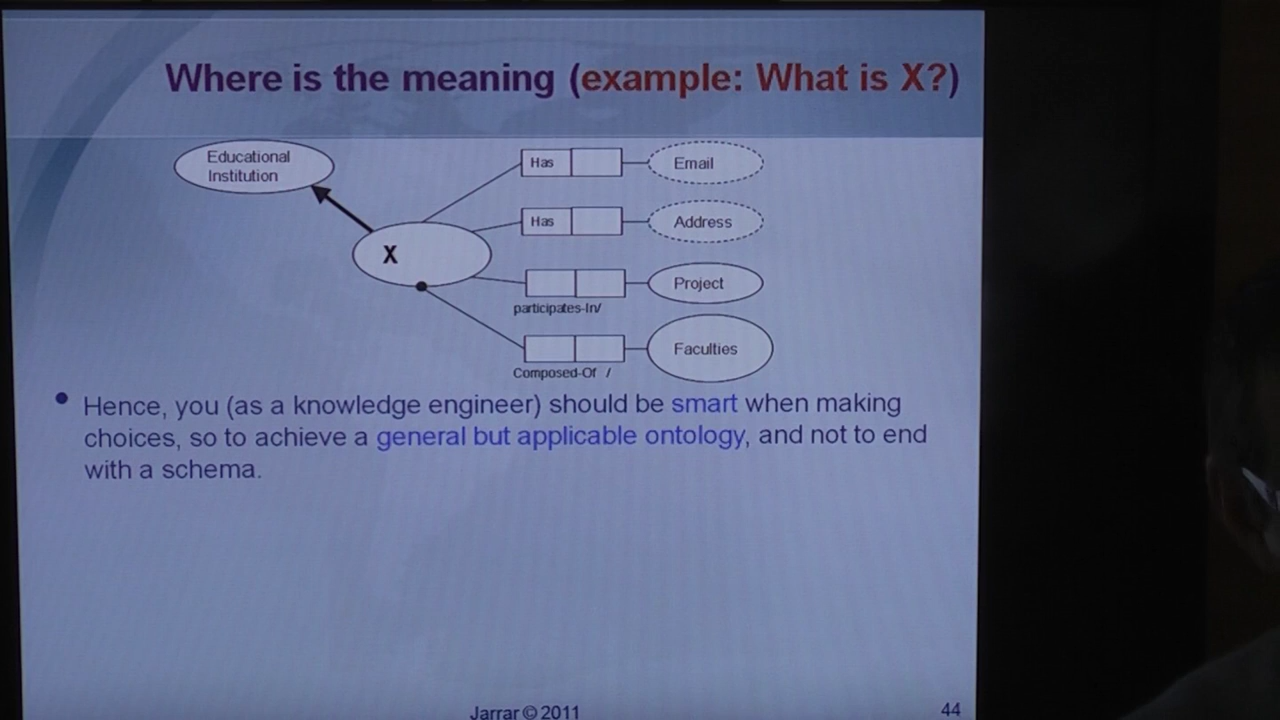 Where is the meaning (example: What is X?)
Educational
Institution
X
Has
Email
Has
Address
Project
participates-In/
Faculties
Composed-Of /
• Hence, you (as a knowledge engineer) should be smart when making
choices, so to achieve a general but applicable ontology, and not to end
with a schema.
Jarrar © 2011
44